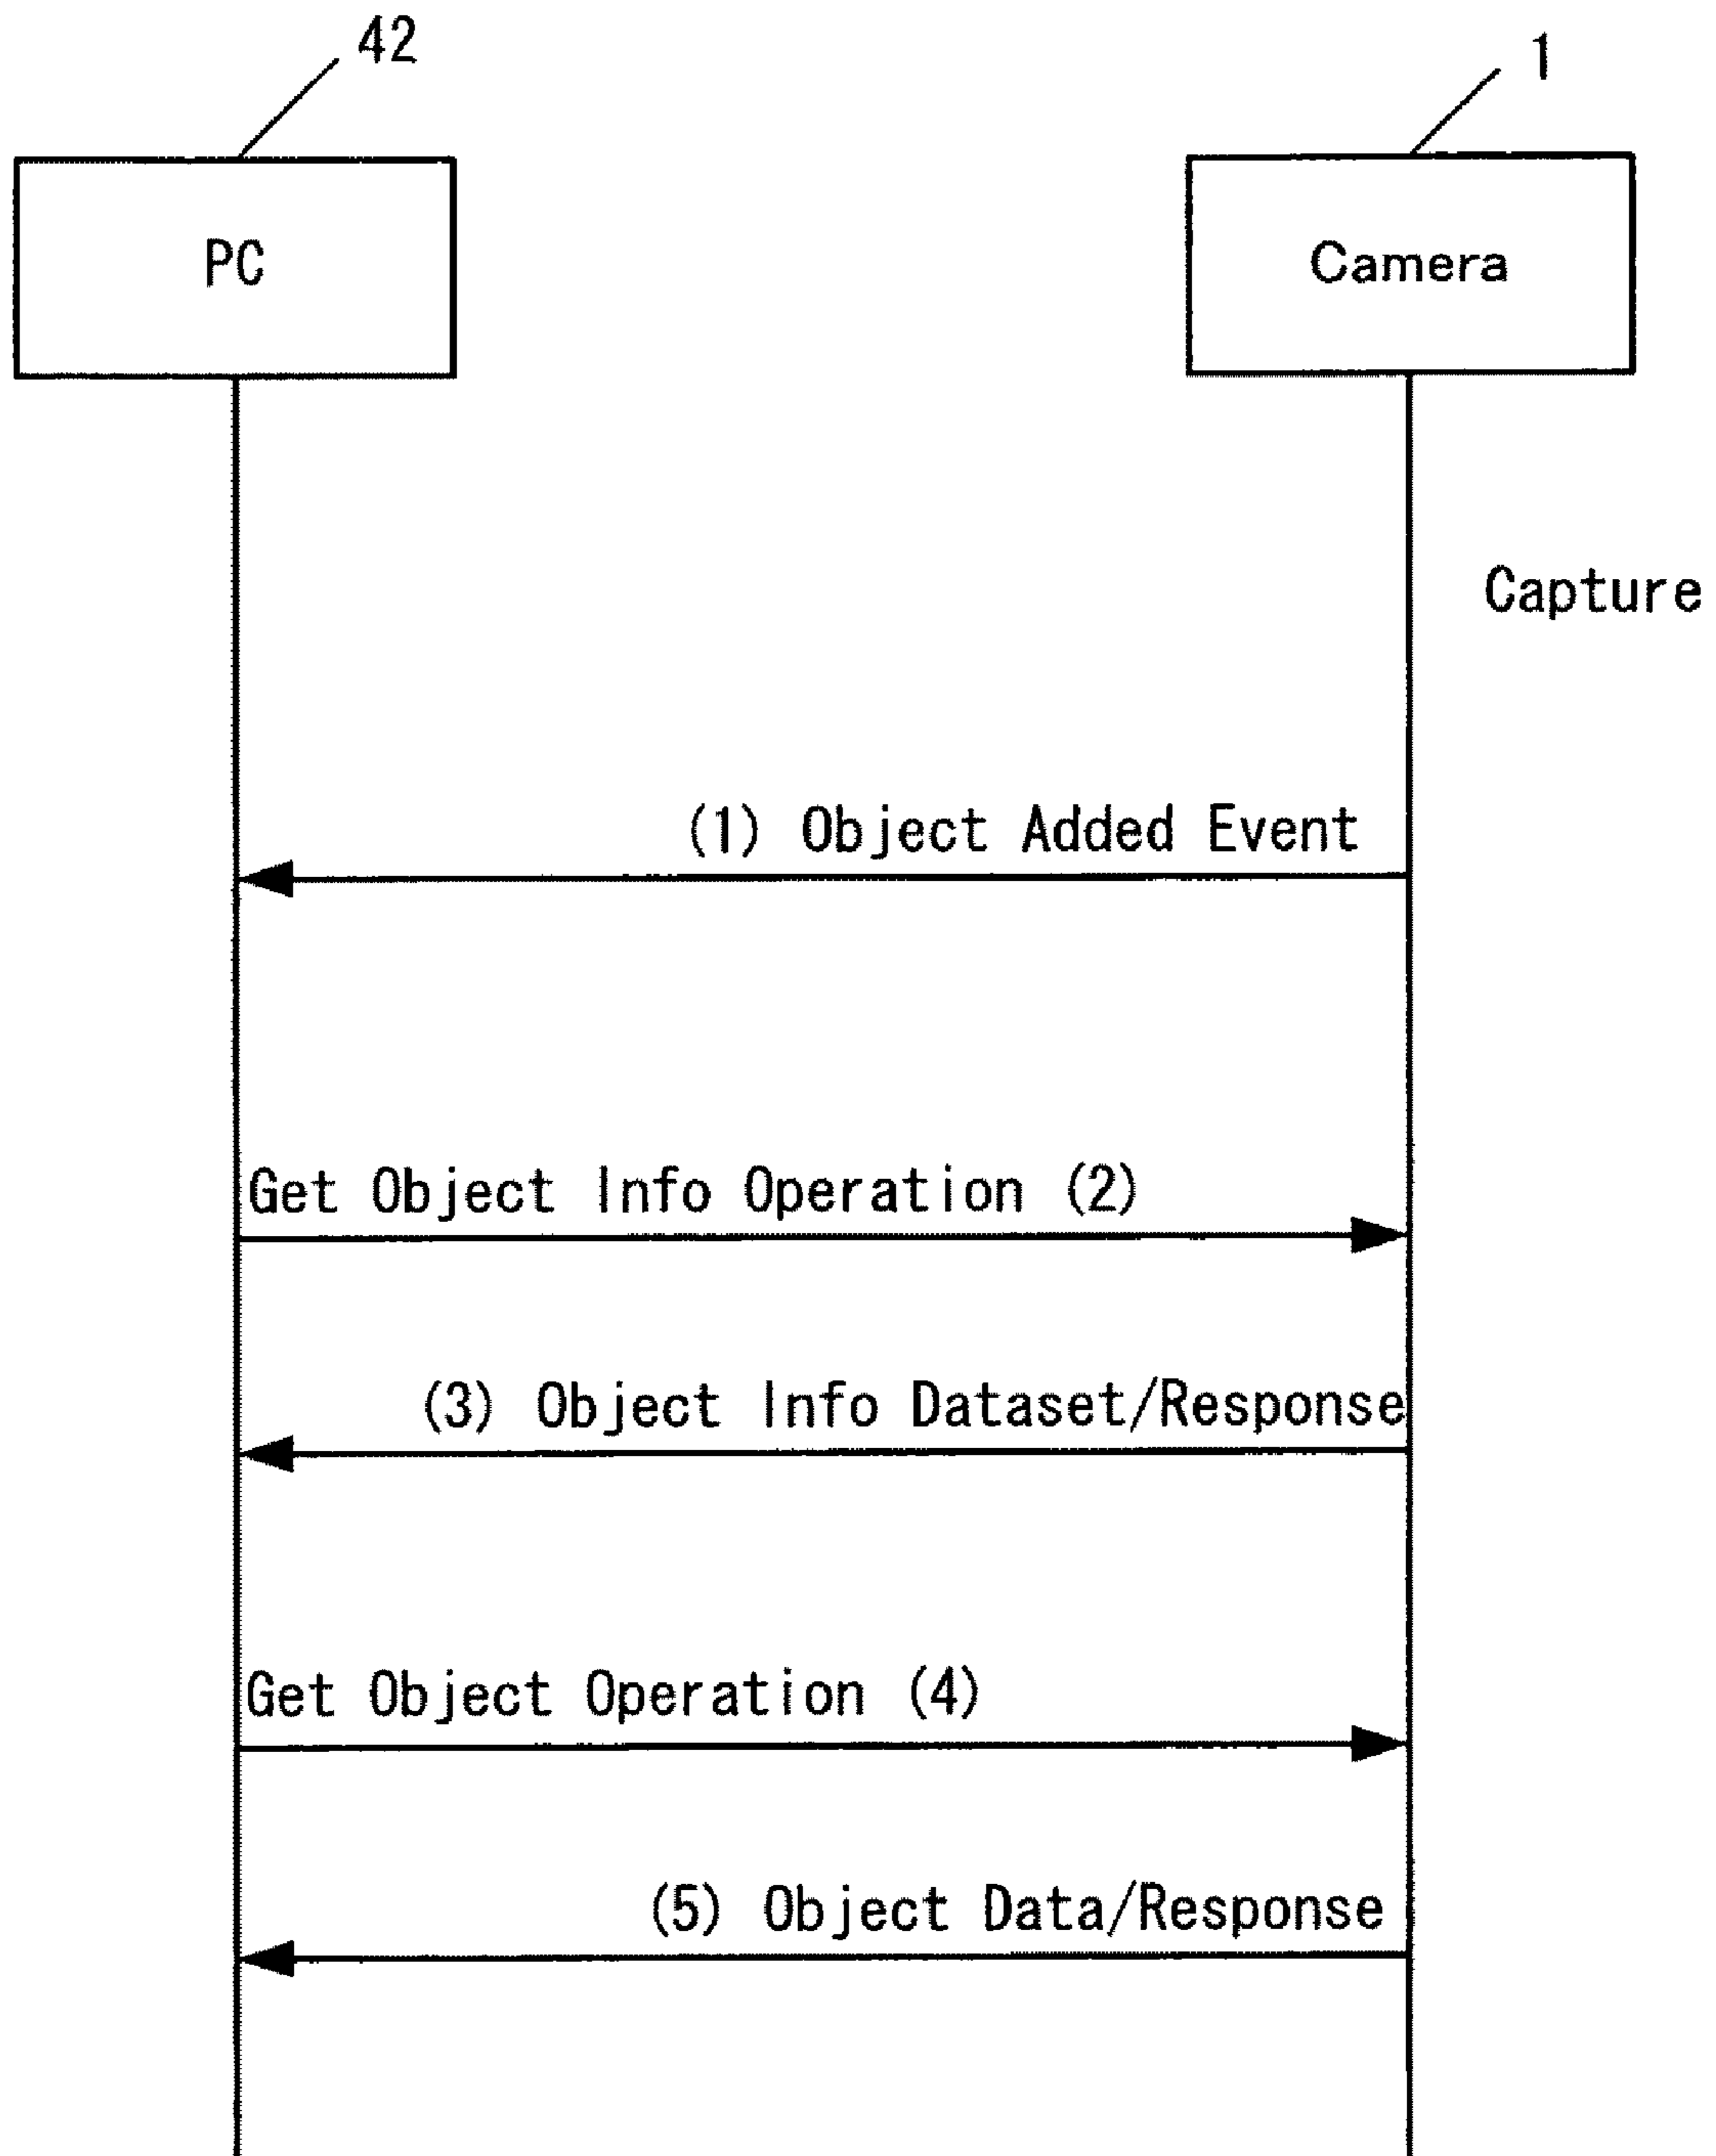 42
1
PC
Camera
Capture
(1) Object Added Event
Get Object Info Operation (2)
(3) Object Info Dataset/Response
Get Object Operation (4)
(5) Object Data/Response